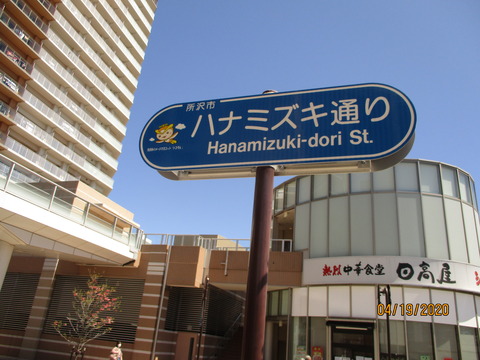 所沢市
ハナミズキ通り
Hanamizuki-dori St.
熱烈中華食堂 日高屋
04/19/2020